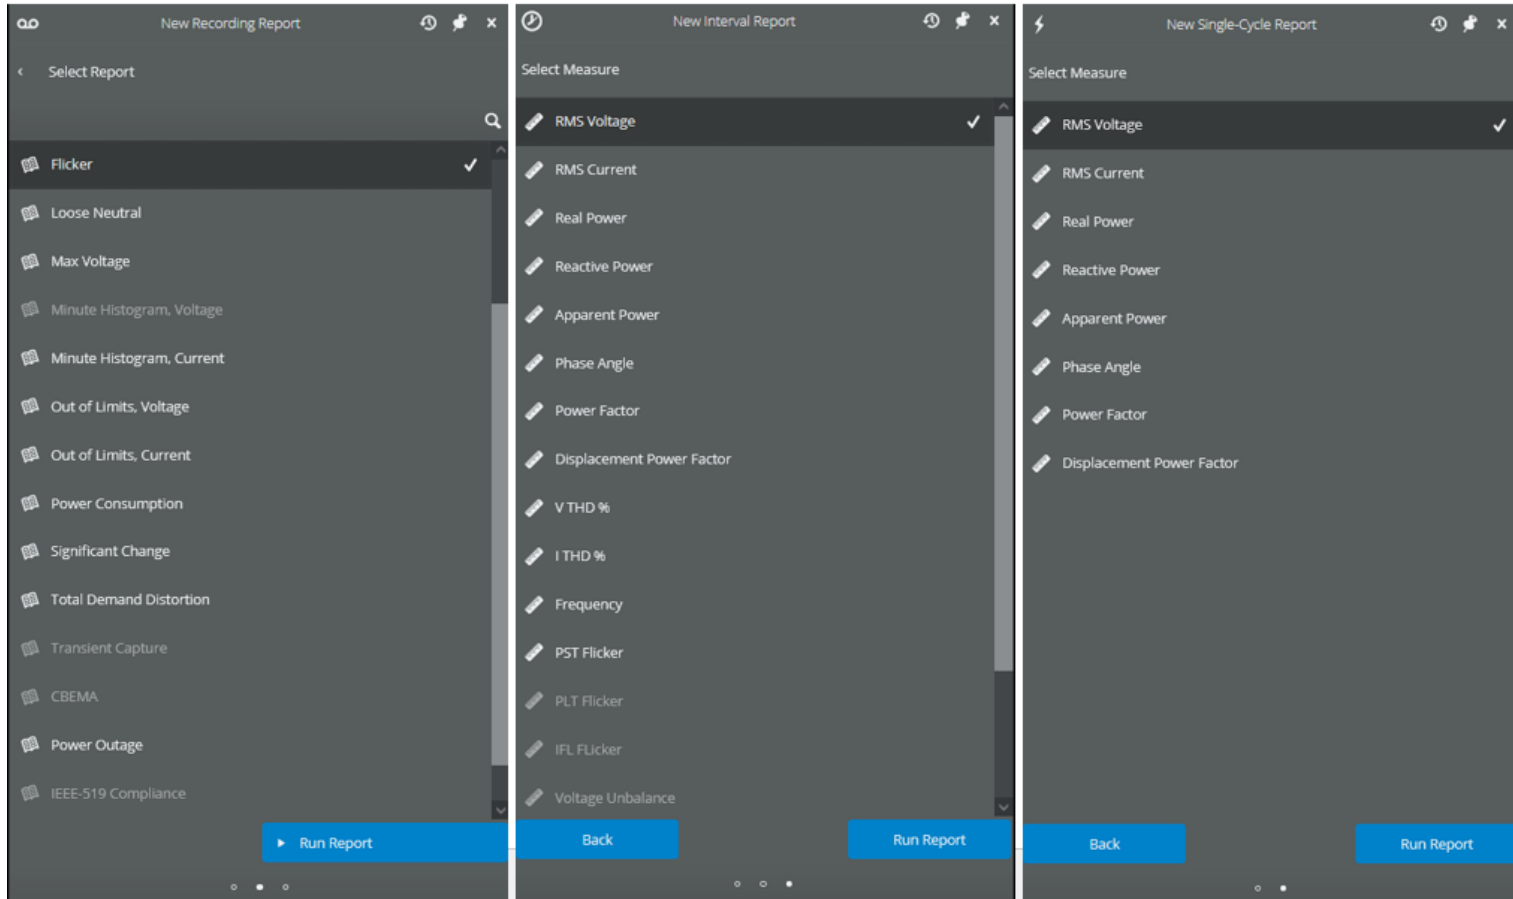 New Recording Report
Select Report
Flicker
Loose Neutral
Max Voltage
Minute Histogram, Voltage
Minute Histogram, Current
Out of Limits, Voltage
Out of Limits, Current
Power Consumption
Significant Change
Total Demand Distortion
Transient Capture
CBEMA
Power Outage
IEEE-519 Compliance
Run Report
New Interval Report
Select Measure
RMS Voltage
RMS Current
Real Power
Reactive Power
Apparent Power
Phase Angle
Power Factor
Displacement Power Factor
V THD %
I THD %
Frequency
PST Flicker
PLT Flicker
IFL FLicker
Voltage Unbalance
Back
Run Report
New Single-Cycle Report
Select Measure
RMS Voltage
RMS Current
Real Power
Reactive Power
Apparent Power
Phase Angle
Power Factor
Displacement Power Factor
Back
Run Report